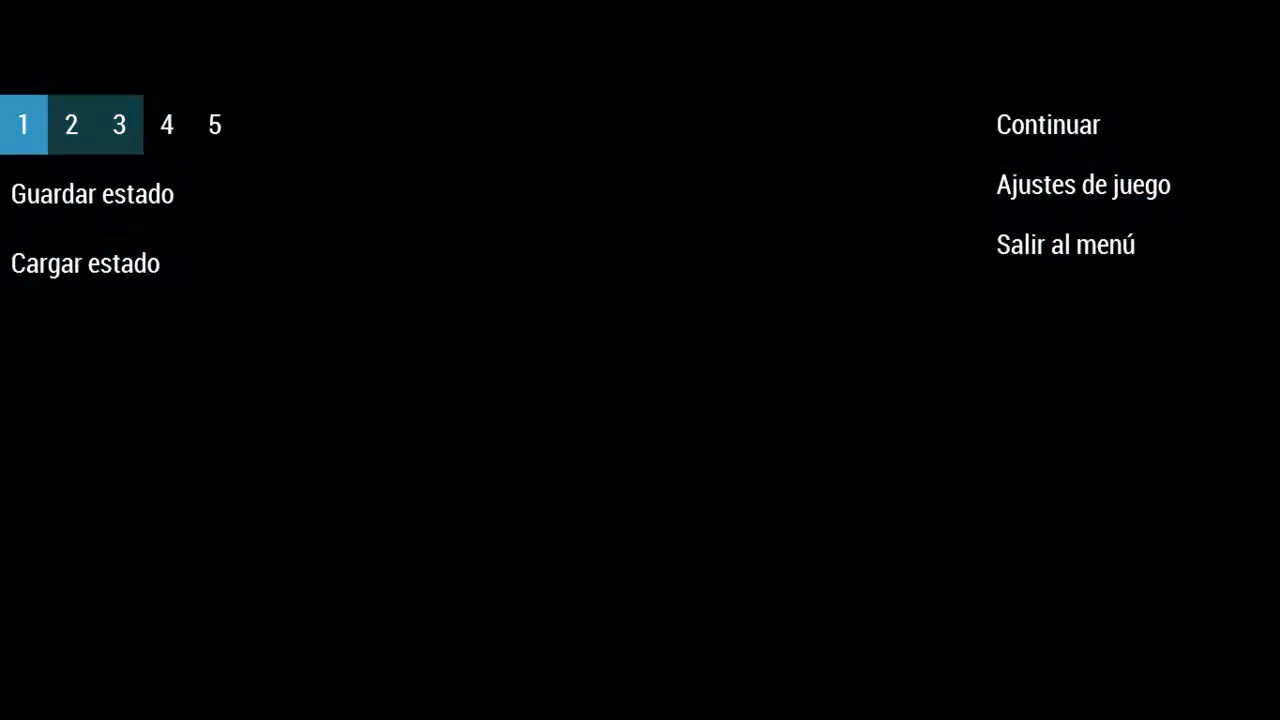 1 2 3 4 5
Guardar estado
Cargar estado
Continuar
Ajustes de juego
Salir al menú